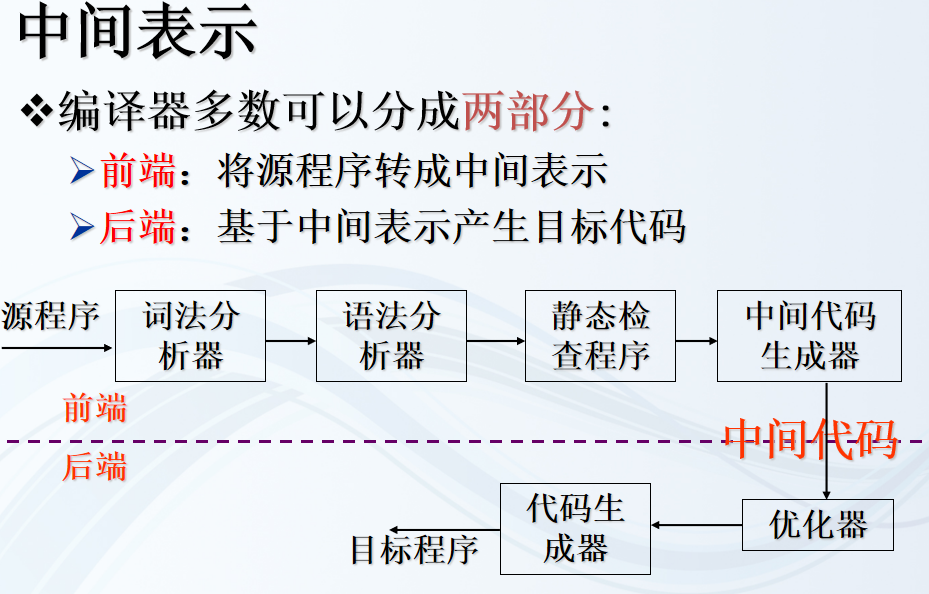 中间表示
编译器多数可以分成两部分:
前端：将源程序转成中间表示
后端：基于中间表示产生目标代码
源程序
词法分
析器
语法分
析器
静态检
查程序
中间代码
生成器
前端
中间代码
后端
代码生
成器
优化器
目标程序